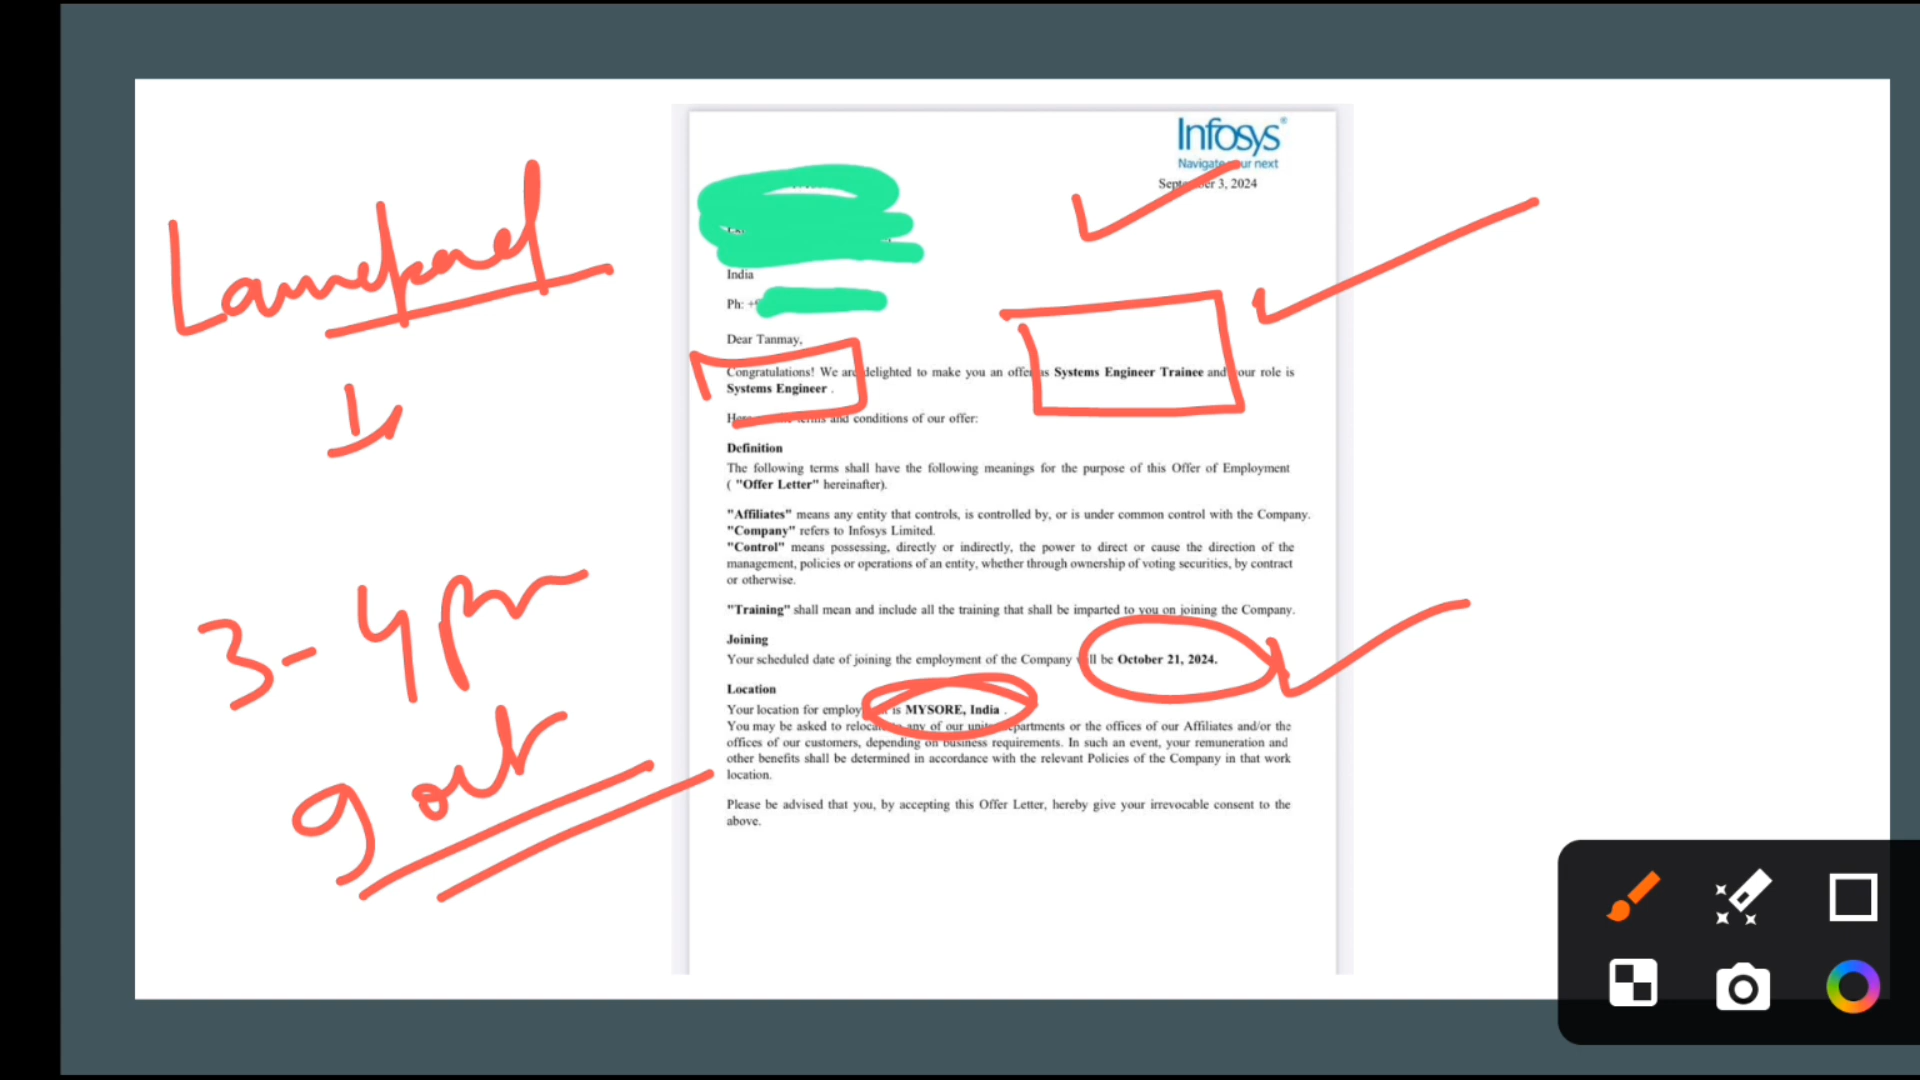 Infosys®
Navigate your next
September 3, 2024
India
Ph: +
Dear Tanmay,
Congratulations! We are delighted to make you an offer as Systems Engineer Trainee and your role is
Systems Engineer .
Here terms and conditions of our offer:
Definition
The following terms shall have the following meanings for the purpose of this Offer of Employment
( "Offer Letter" hereinafter).
"Affiliates" means any entity that controls, is controlled by, or is under common control with the Company.
"Company" refers to Infosys Limited.
"Control" means possessing, directly or indirectly, the power to direct or cause the direction of the
management, policies or operations of an entity, whether through ownership of voting securities, by contract
or otherwise.
"Training" shall mean and include all the training that shall be imparted to you on joining the Company.
Joining
Your scheduled date of joining the employment of the Company will be October 21, 2024.
Location
Your location for employment is MYSORE, India .
You may be asked to relocate to any of our units, departments or the offices of our Affiliates and/or the
offices of our customers, depending on business requirements. In such an event, your remuneration and
other benefits shall be determined in accordance with the relevant Policies of the Company in that work
location.
Please be advised that you, by accepting this Offer Letter, hereby give your irrevocable consent to the
above.
3-4 pm
9 oct